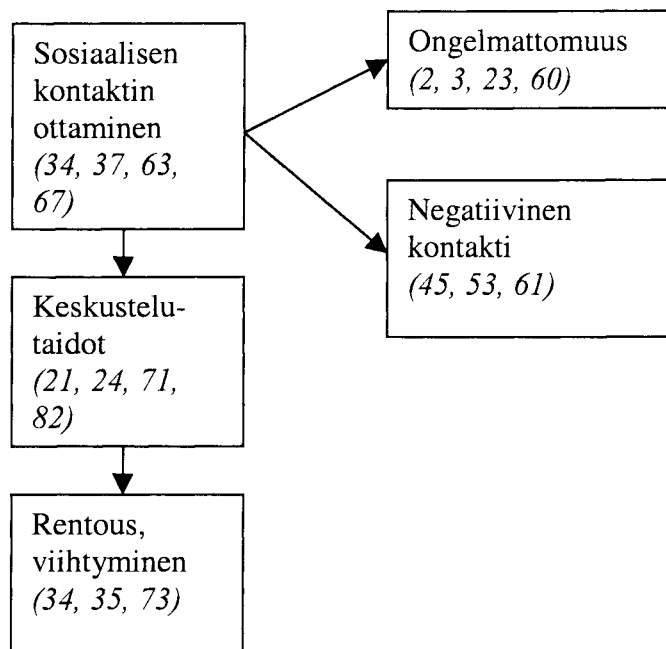 Sosiaalisen
kontaktin
ottaminen
(34, 37, 63,
67)
Ongelmattomuus
(2, 3, 23, 60)
Negatiivinen
kontakti
(45, 53, 61)
Keskustelu-
taidot
(21, 24, 71,
82)
Rentous,
viihtyminen
(34, 35, 73)